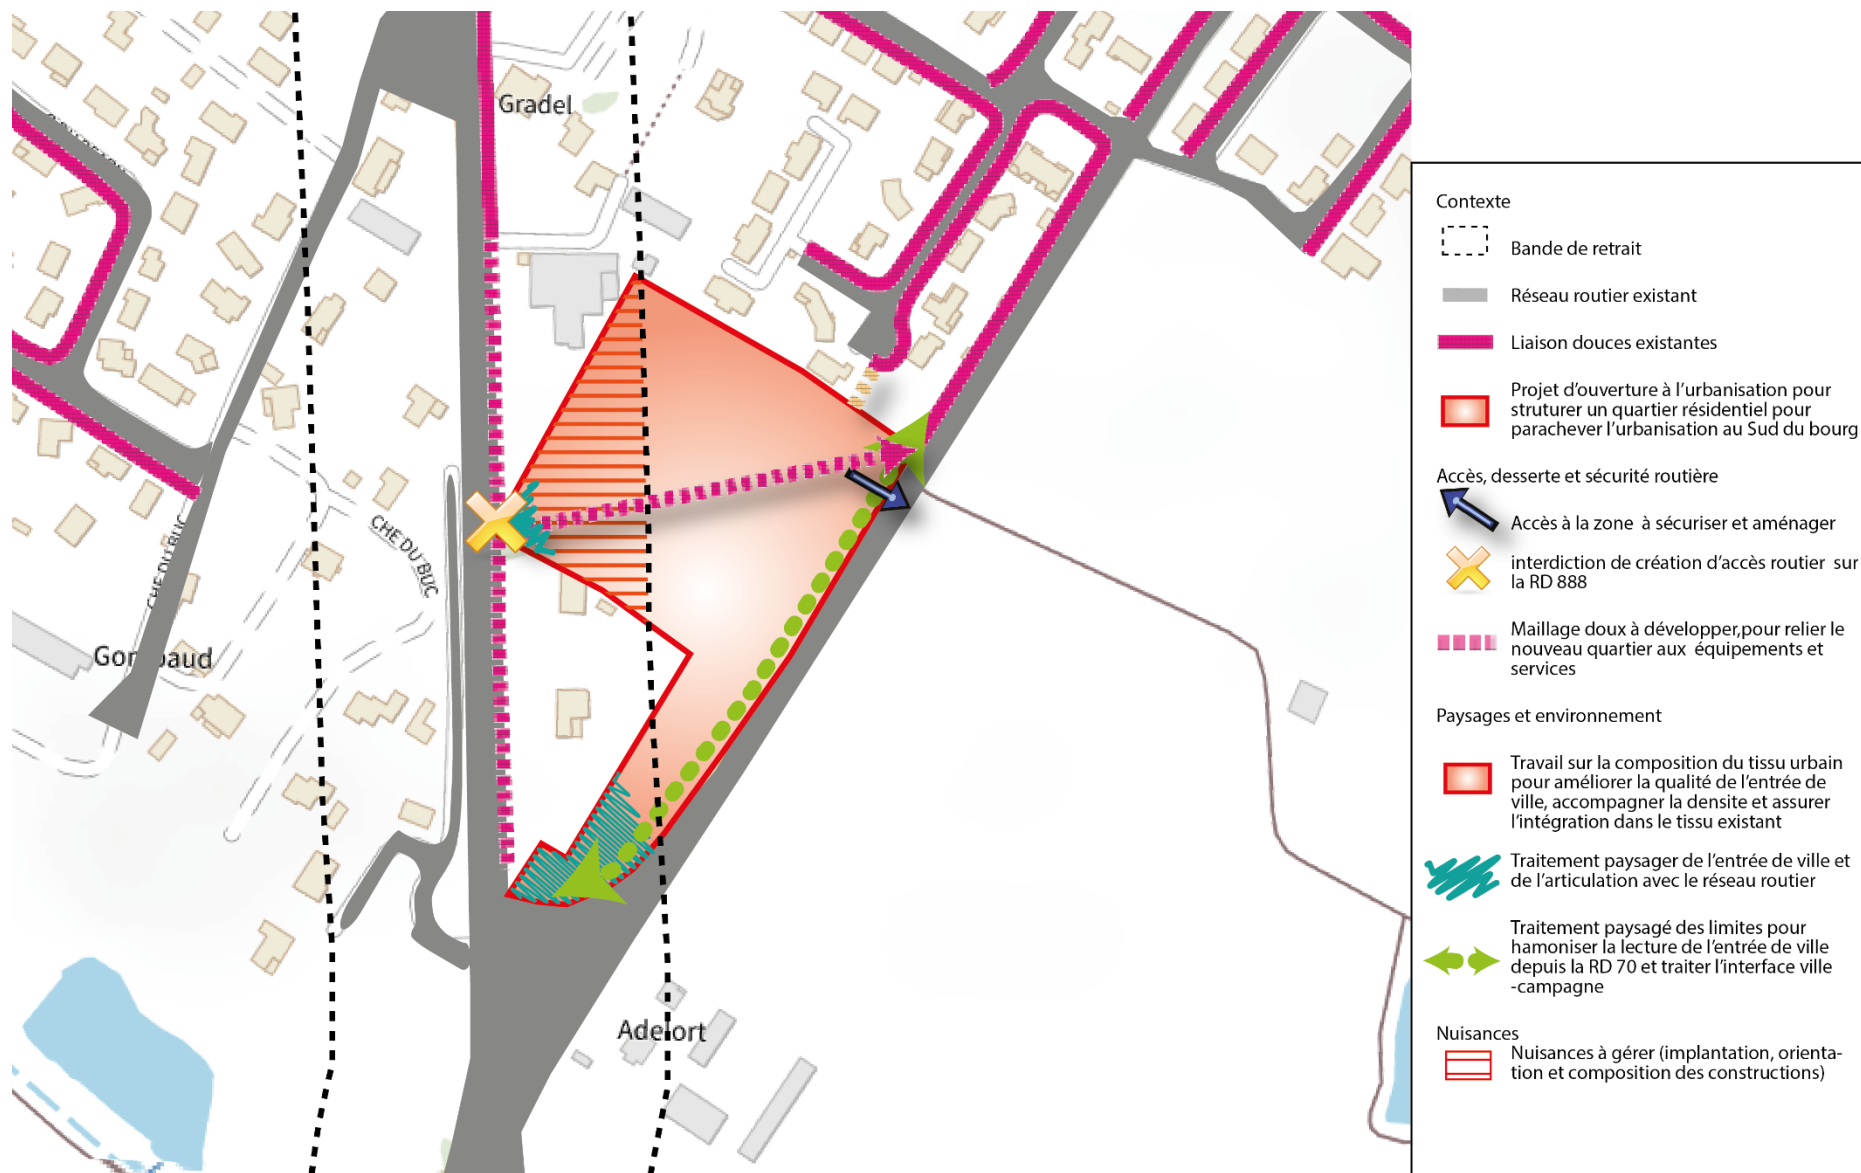 Gradel
CHE DU BUC
CHE DU BUC
Adelort
Contexte
Bande de retrait
Réseau routier existant
Liaison douces existantes
Projet d'ouverture à l'urbanisation pour
struturer un quartier résidentiel pour
parachever l'urbanisation au Sud du bourg
Accès, desserte et sécurité routière
Accès à la zone à sécuriser et aménager
interdiction de création d'accès routier sur
la RD 888
Maillage doux à développer,pour relier le
nouveau quartier aux équipements et
services
Paysages et environnement
Travail sur la composition du tissu urbain
pour améliorer la qualité de l'entrée de
ville, accompagner la densite et assurer
l'intégration dans le tissu existant
Traitement paysager de l'entrée de ville et
de l'articulation avec le réseau routier
Traitement paysagé des limites pour
hamoniser la lecture de l'entrée de ville
depuis la RD 70 et traiter l'interface ville
-campagne
Nuisances
Nuisances à gérer (implantation, orienta-
tion et composition des constructions)